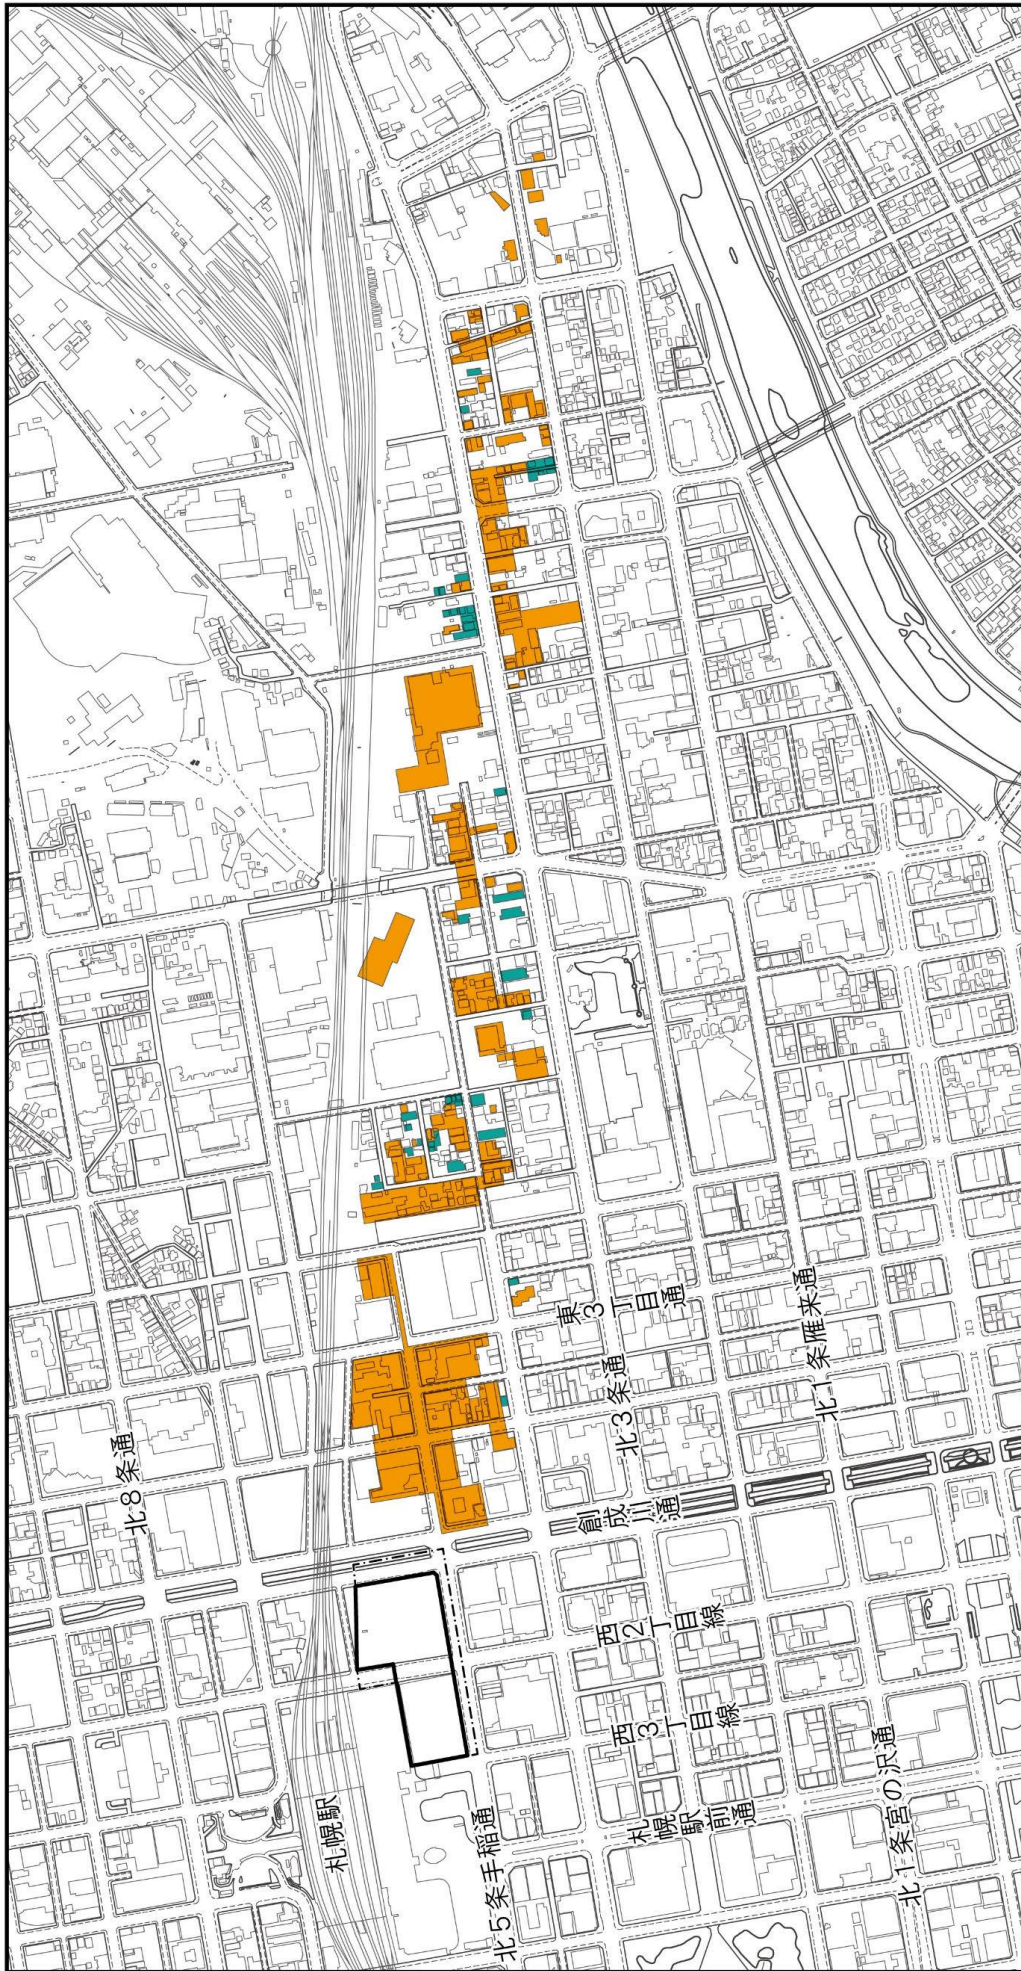 北8条通
札幌駅
北5条手稲通
創成川通
東3丁目通
北3条通
北1条雁来通
西2丁目線
西3丁目線
札幌駅前通
北1条宮の沢通